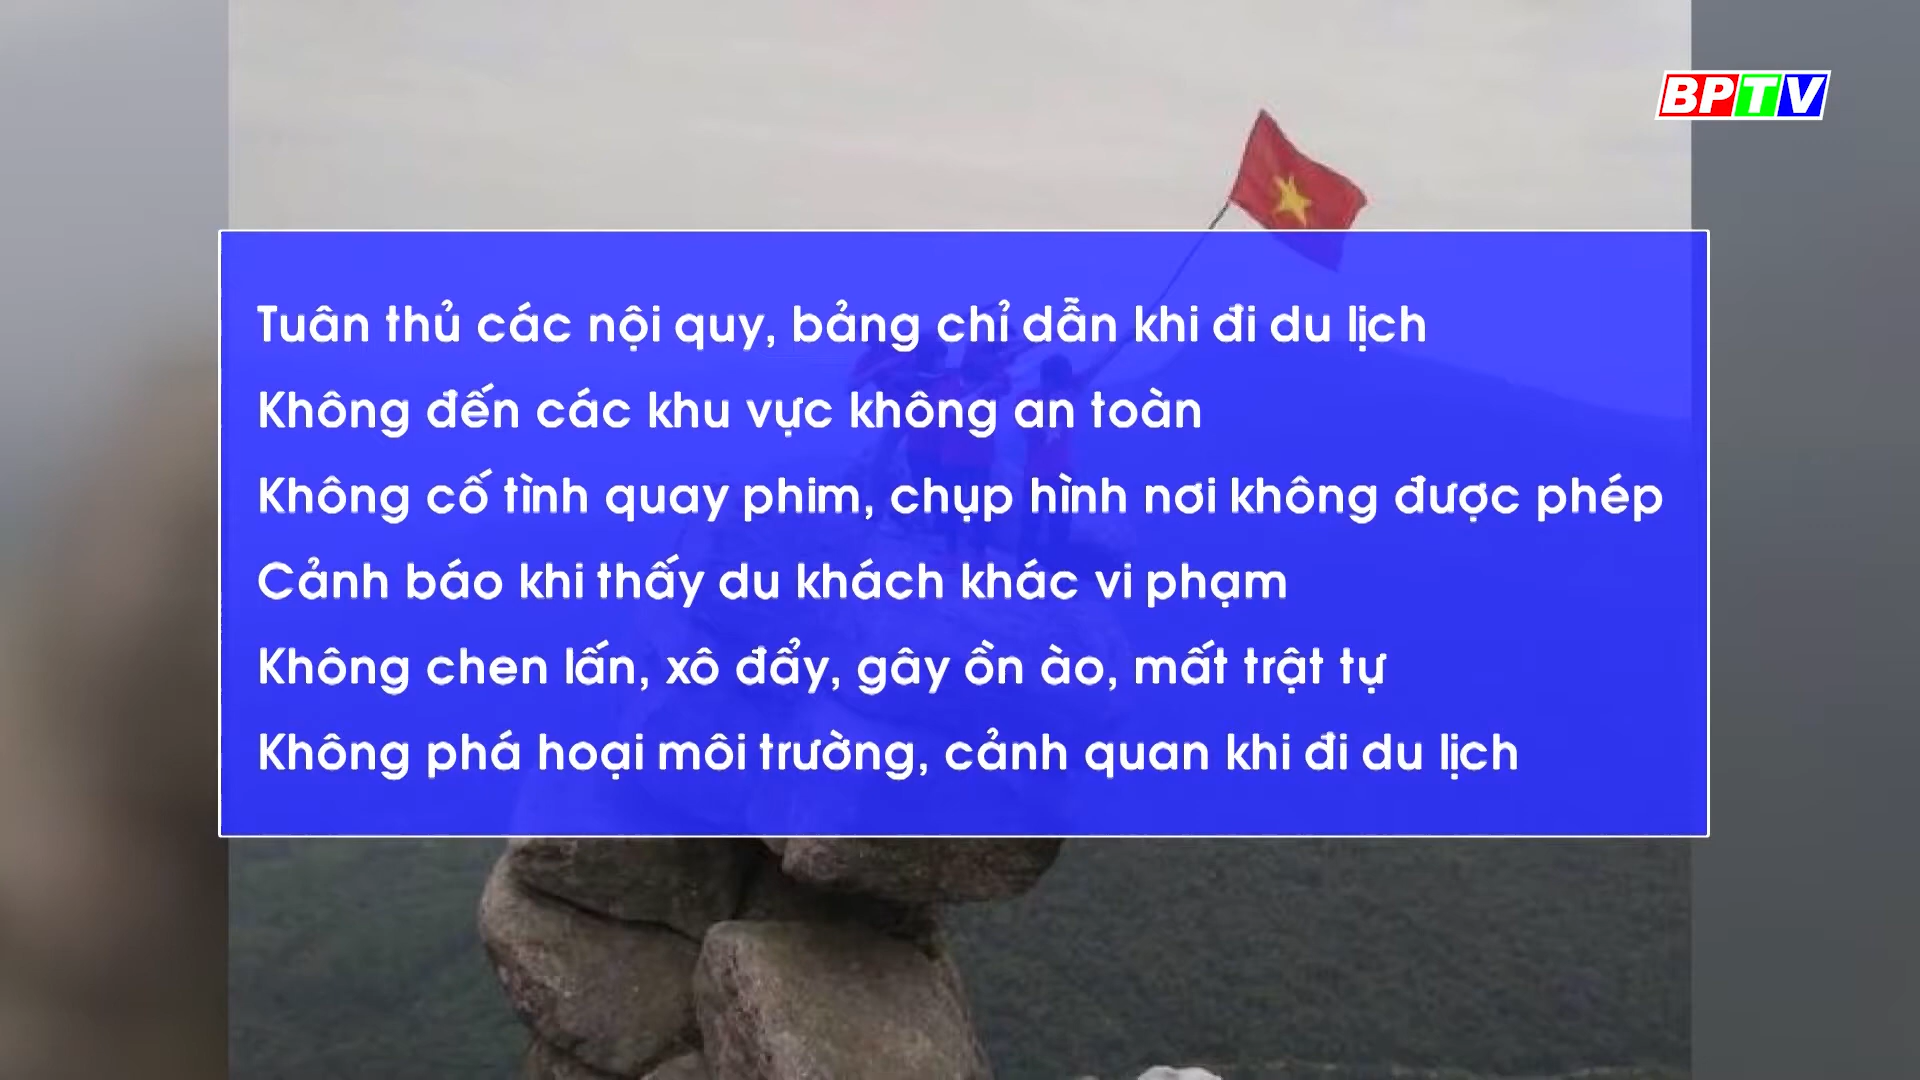 BPTV
Tuân thủ các nội quy, bảng chỉ dẫn khi đi du lịch
Không đến các khu vực không an toàn
Không cố tình quay phim, chụp hình nơi không được phép
Cảnh báo khi thấy du khách khác vi phạm
Không chen lấn, xô đẩy, gây ồn ào, mất trật tự
Không phá hoại môi trường, cảnh quan khi đi du lịch